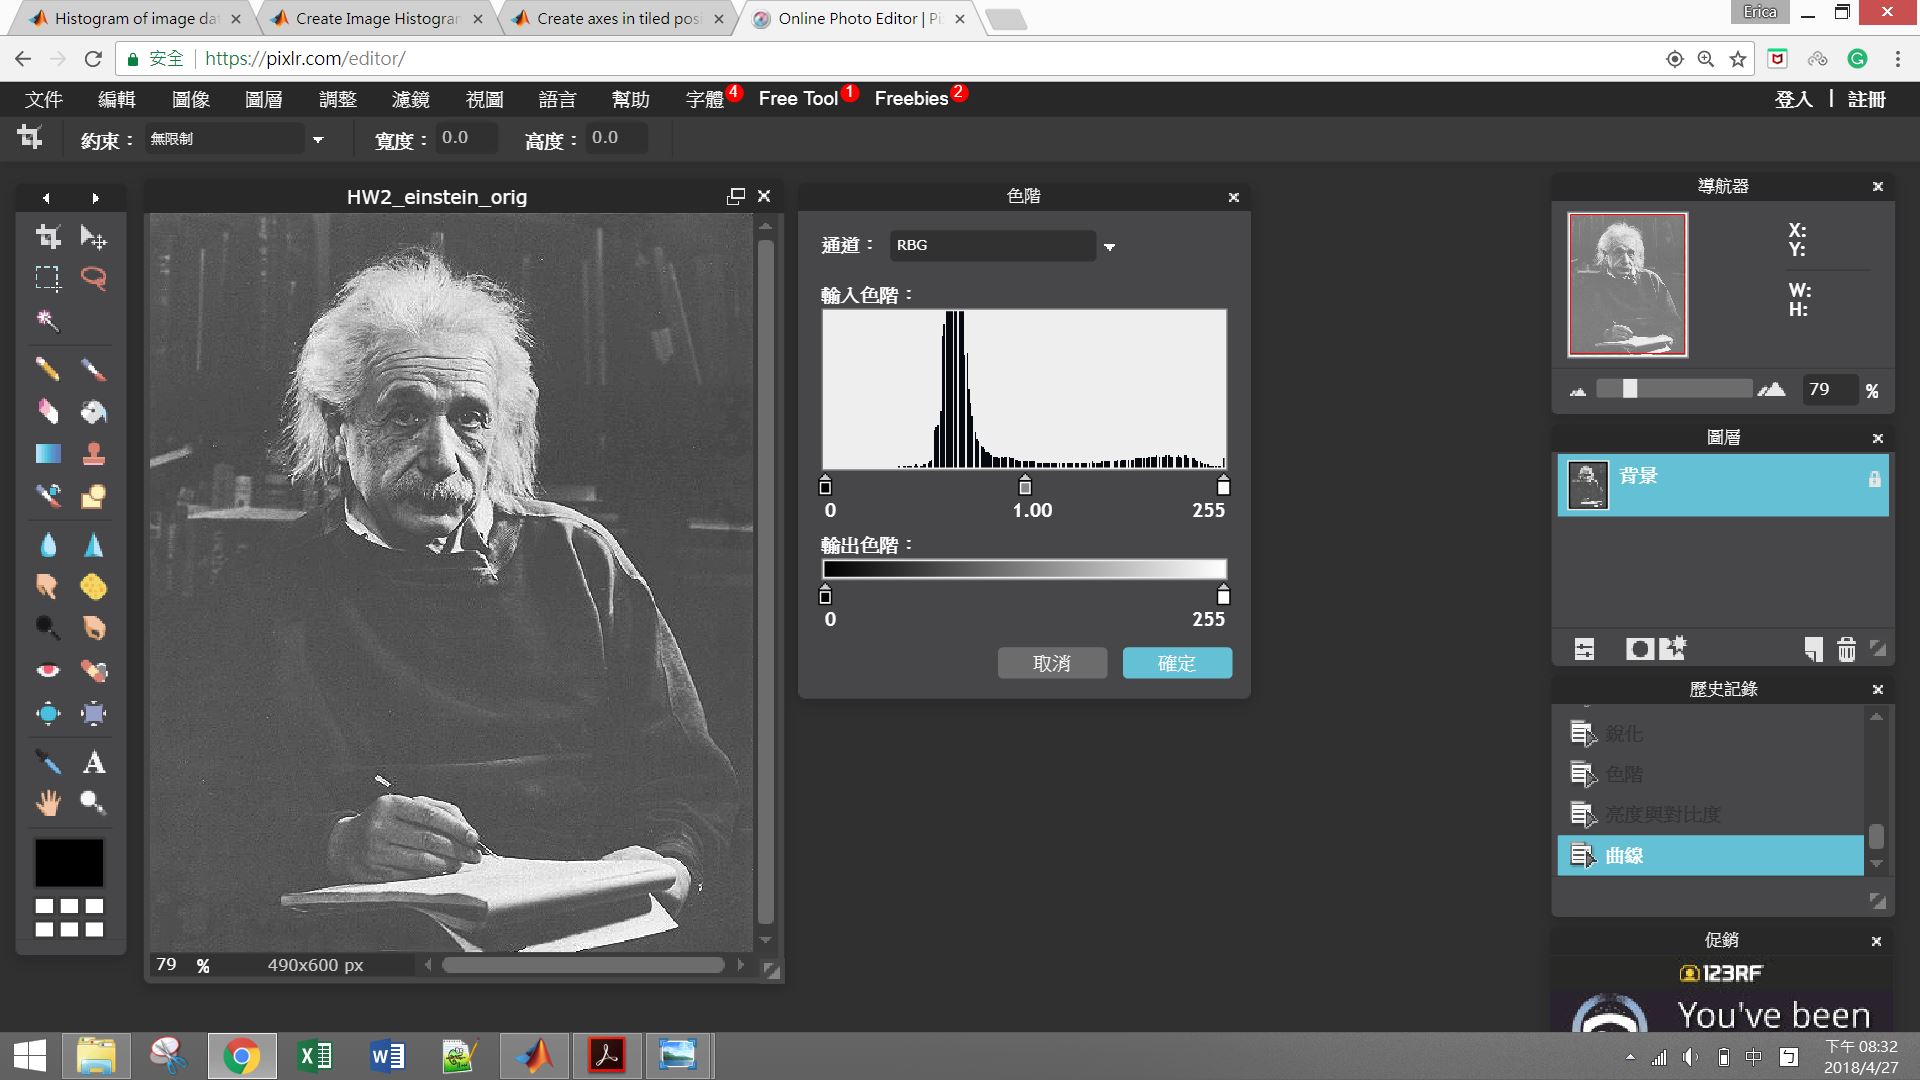 Histogram of image dat
Create Image Histogram
Create axes in tiled posi
Online Photo Editor | Pi
Erica
安全 https://pixlr.com/editor/
文件 編輯 圖像 圖層 調整 濾鏡 視圖 語言 幫助 字體 4 Free Tool 1 Freebies 2 登入 | 註冊
約束： 無限制 寬度： 0.0 高度： 0.0
HW2_einstein_orig
79 % 490x600 px
色階
通道： RBG
輸入色階：
0 1.00 255
輸出色階：
0 255
取消 確定
導航器
X:
Y:
W:
H:
79 %
圖層
背景
歷史記錄
銳化
色階
亮度與對比度
曲線
促銷
123RF
You've been
中
下午 08:32
2018/4/27